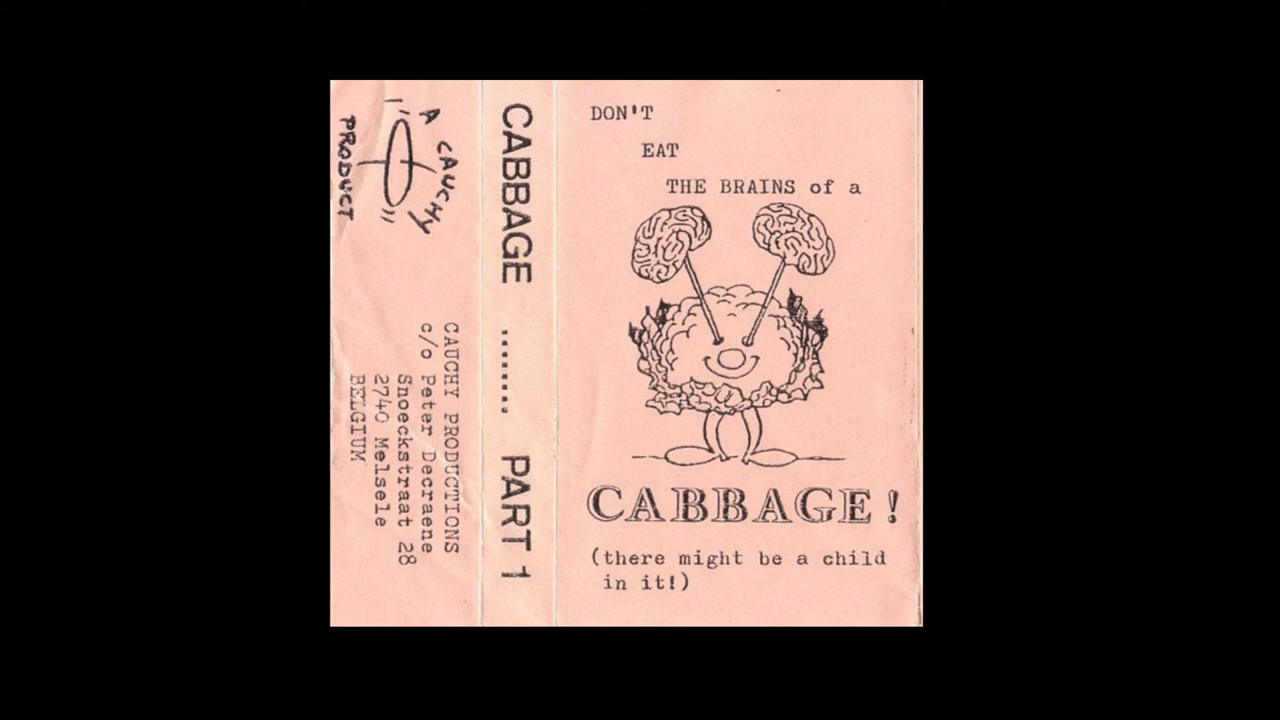 A CAUCHY
PRODUCT
CAUCHY PRODUCTIONS
c/o Peter Decraene
Snoeckstraat 28
2740 Melsele
BELGIUM
CABBAGE ........ PART 1
DON'T
EAT
THE BRAINS of a
CABBAGE!
(there might be a child
in it!)